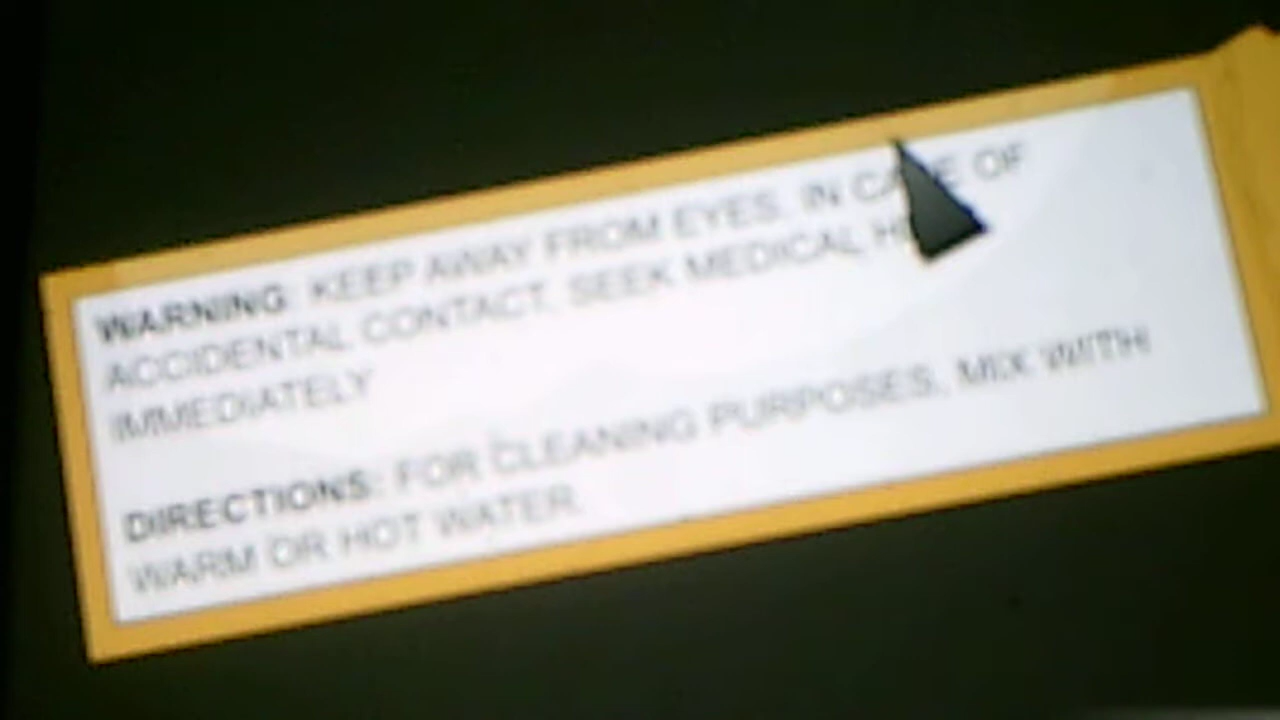 WARNING: KEEP AWAY FROM EYES. IN CASE OF
ACCIDENTAL CONTACT, SEEK MEDICAL
IMMEDIATELY
DIRECTIONS: FOR CLEANING PURPOSES, MIX WITH
WARM OR HOT WATER.